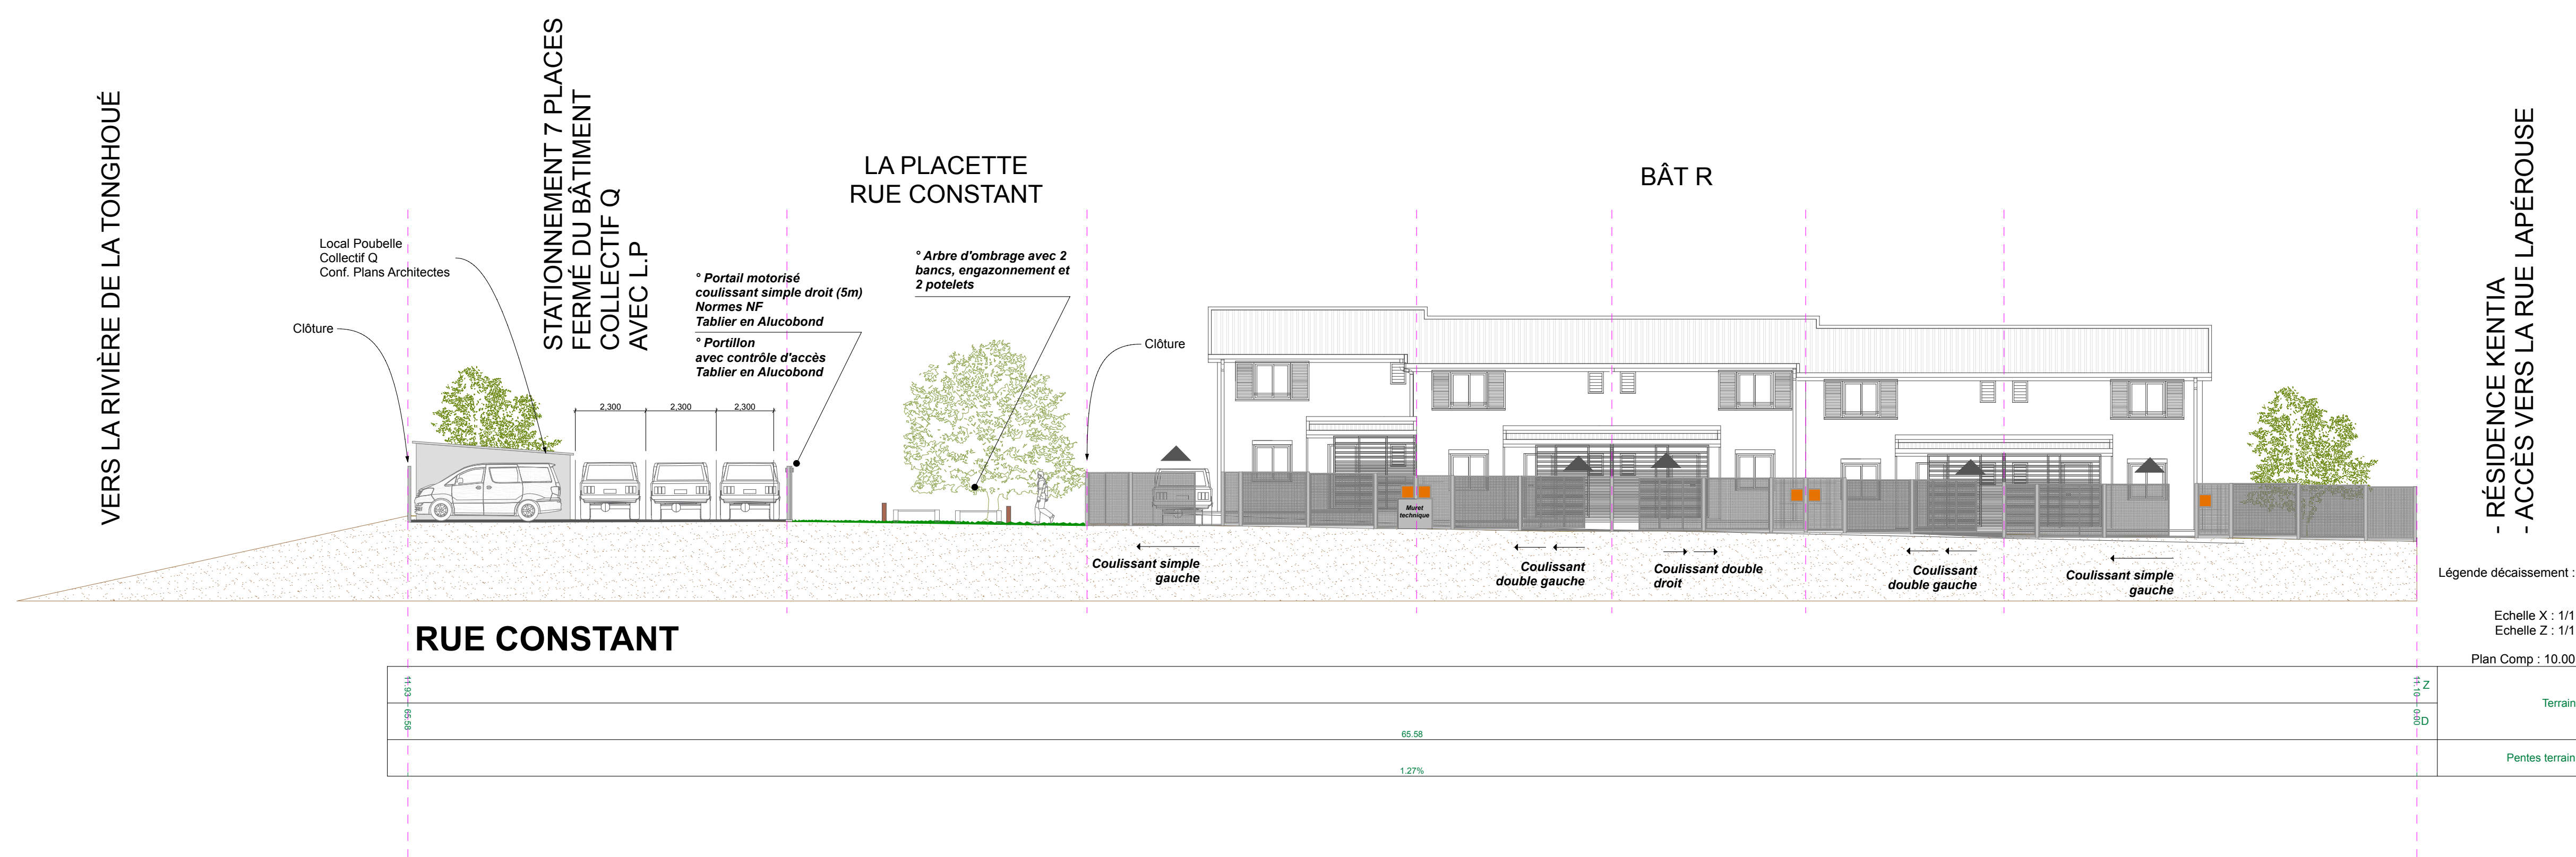 VERS LA RIVIÈRE DE LA TONGHOUÉ
Local Poubelle
Collectif Q
Conf. Plans Architectes
Clôture
STATIONNEMENT 7 PLACES
FERMÉ DU BÂTIMENT
COLLECTIF Q
AVEC L.P
2,300
2,300
2,300
° Portail motorisé
coulissant simple droit (5m)
Normes NF
Tablier en Alucobond
° Portillon
avec contrôle d'accès
Tablier en Alucobond
LA PLACETTE
RUE CONSTANT
° Arbre d'ombrage avec 2
bancs, engazonnement et
2 potelets
Clôture
BÂT R
Muret
technique
Coulissant simple
gauche
Coulissant
double gauche
Coulissant double
droit
Coulissant
double gauche
Coulissant simple
gauche
- RÉSIDENCE KENTIA
- ACCÈS VERS LA RUE LAPÉROUSE
Légende décaissement :
Echelle X : 1/1
Echelle Z : 1/1
Plan Comp : 10.00
RUE CONSTANT
11.93
11.10
Z
Terrain
65.58
0.00
D
65.58
1.27%
Pentes terrain